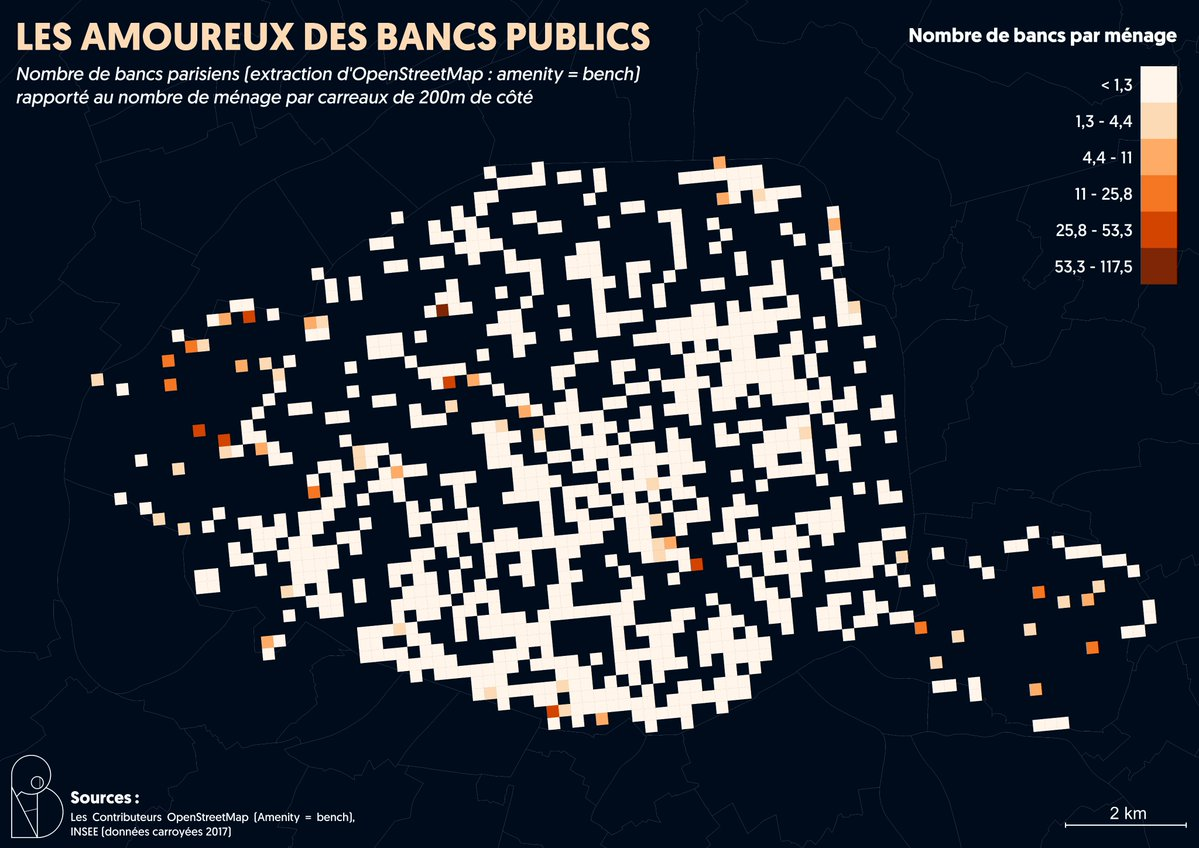 LES AMOUREUX DES BANCS PUBLICS
Nombre de bancs parisiens (extraction d'OpenStreetMap : amenity = bench)
rapporté au nombre de ménage par carreaux de 200m de côté
Nombre de bancs par ménage
< 1,3
1,3 - 4,4
4,4 - 11
11 - 25,8
25,8 - 53,3
53,3 - 117,5
Sources :
Les Contributeurs OpenStreetMap (Amenity = bench),
INSEE (données carroyées 2017)
2 km